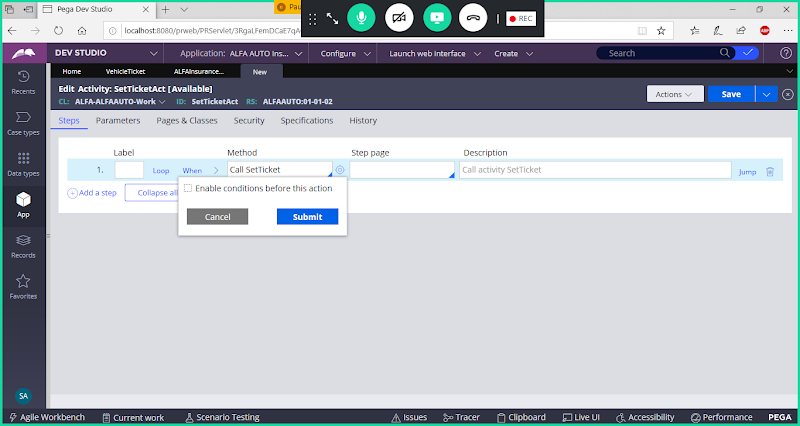 Pega Dev Studio
Pau
REC
localhost:8080/prweb/PRServlet/3RgaLFemDCaE7qA
DEV STUDIO
Application: ALFA AUTO Ins...
Configure
Launch web interface
Create
Search
Home
VehicleTicket
ALFAInsurance...
New
Edit Activity: SetTicketAct [Available]
CL: ALFA-ALFAAUTO-Work
ID: SetTicketAct
RS: ALFAAUTO:01-01-02
Actions
Save
Recents
Case types
Data types
App
Records
Favorites
SA
Steps
Parameters
Pages & Classes
Security
Specifications
History
Label
Method
Step page
Description
1.
Loop
When
Call SetTicket
Call activity SetTicket
Jump
Add a step
Collapse all
Enable conditions before this action
Cancel
Submit
Agile Workbench
Current work
Scenario Testing
Issues
Tracer
Clipboard
Live UI
Accessibility
Performance
PEGA